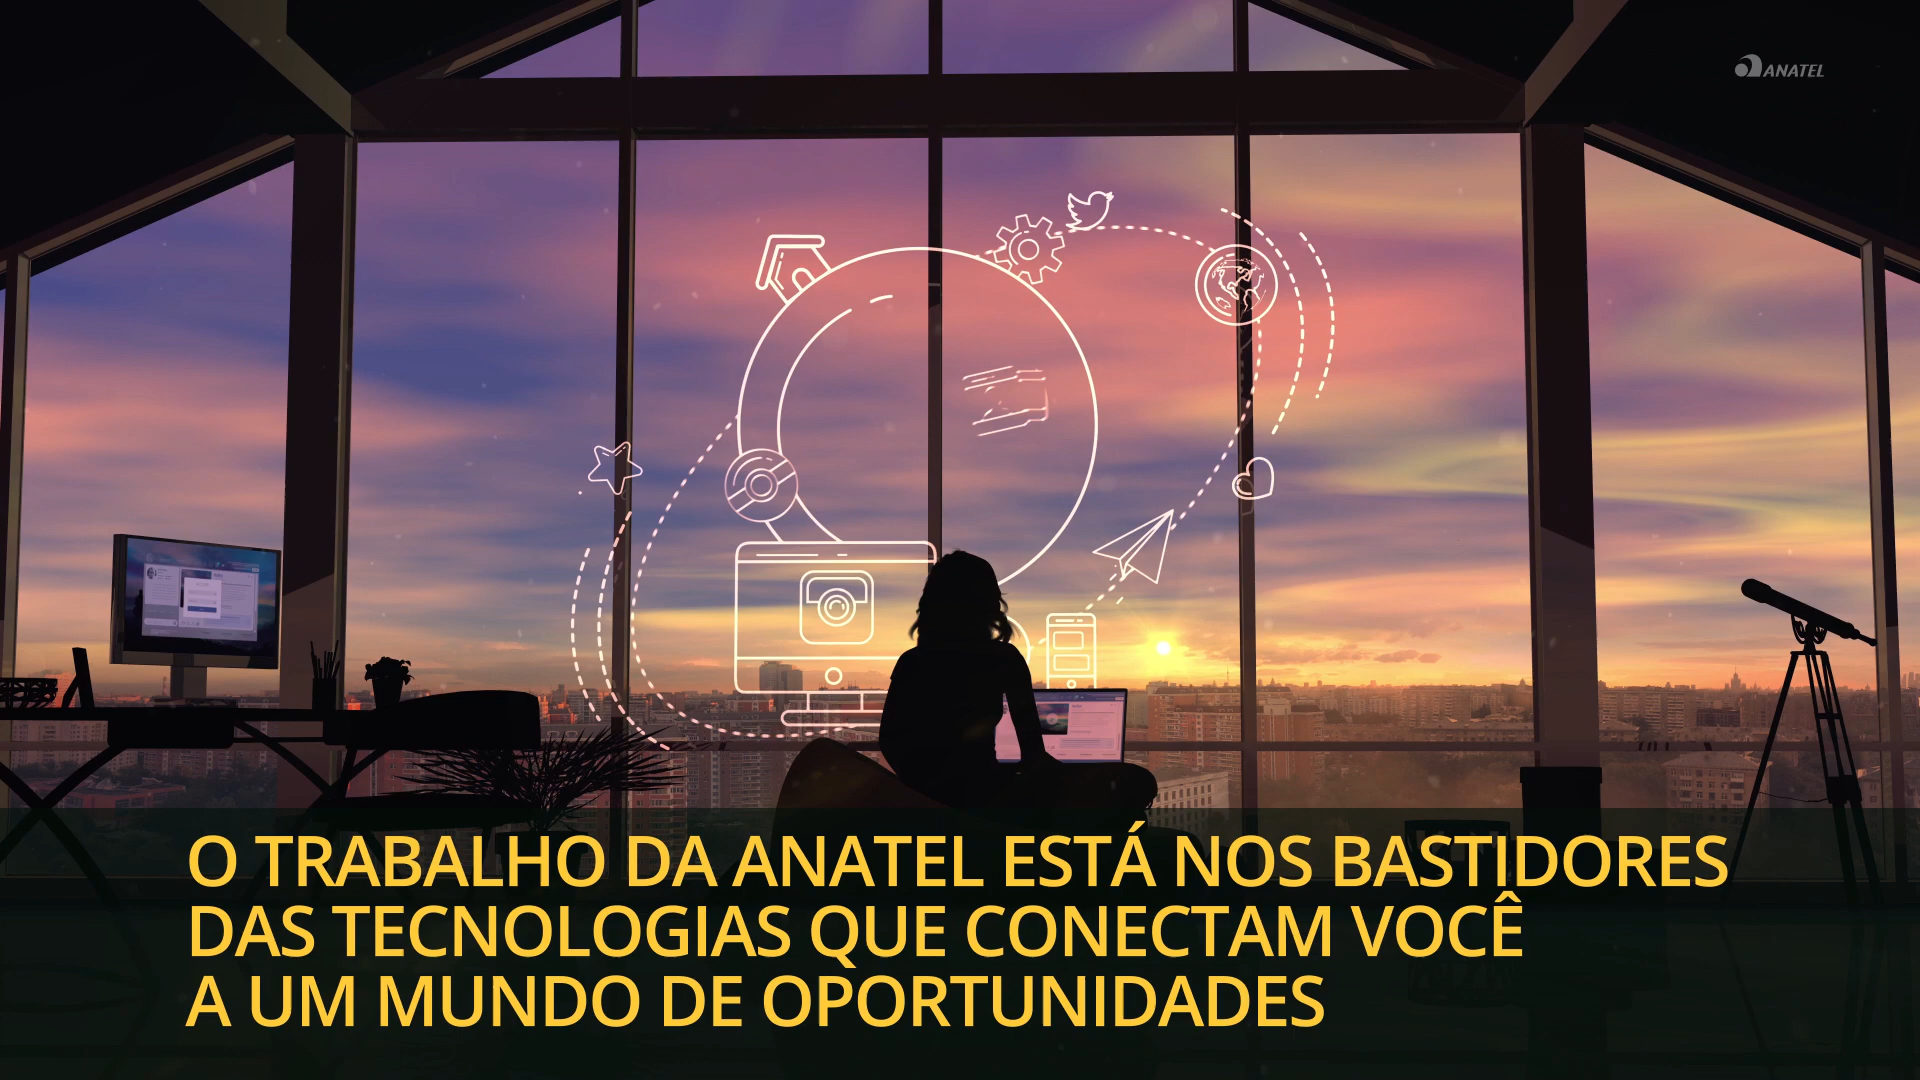 ANATEL
O TRABALHO DA ANATEL ESTÁ NOS BASTIDORES
DAS TECNOLOGIAS QUE CONECTAM VOCÊ
A UM MUNDO DE OPORTUNIDADES